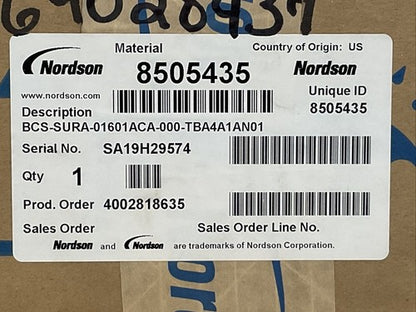 Material
Country of Origin: US
Nordson
8505435
Nordson
www.nordson.com
Unique ID
8505435
Description
BCS-SURA-01601ACA-000-TBA4A1AN01
Serial No. SA19H29574
Qty 1
Prod. Order 4002818635
Sales Order Sales Order Line No.
Nordson and Nordson are trademarks of Nordson Corporation.
Nordson